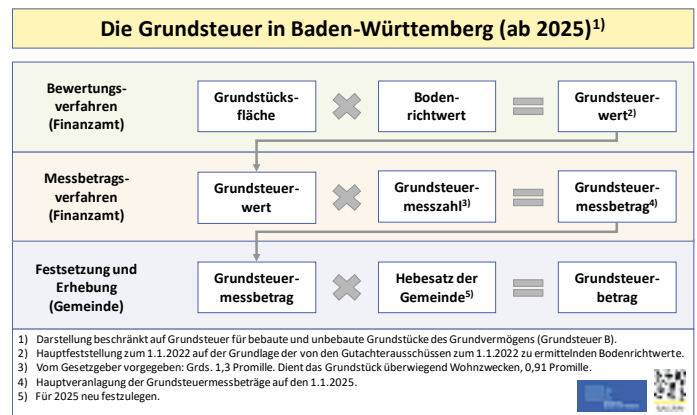 Die Grundsteuer in Baden-Württemberg (ab 2025)1)
Bewertungs-
verfahren
(Finanzamt)
Grundstücks-
fläche
Boden-
richtwert
Grundsteuer-
wert2)
Messbetrags-
verfahren
(Finanzamt)
Grundsteuer-
wert
Grundsteuer-
messzahl3)
Grundsteuer-
messbetrag4)
Festsetzung und
Erhebung
(Gemeinde)
Grundsteuer-
messbetrag
Hebesatz der
Gemeinde5)
Grundsteuer-
betrag
1) Darstellung beschränkt auf Grundsteuer für bebaute und unbebaute Grundstücke des Grundvermögens (Grundsteuer B).
2) Hauptfeststellung zum 1.1.2022 auf der Grundlage der von den Gutachterausschüssen zum 1.1.2022 zu ermittelnden Bodenrichtwerte.
3) Vom Gesetzgeber vorgegeben: Grds. 1,3 Promille. Dient das Grundstück überwiegend Wohnzwecken, 0,91 Promille.
4) Hauptveranlagung der Grundsteuermessbeträge auf den 1.1.2025.
5) Für 2025 neu festzulegen.